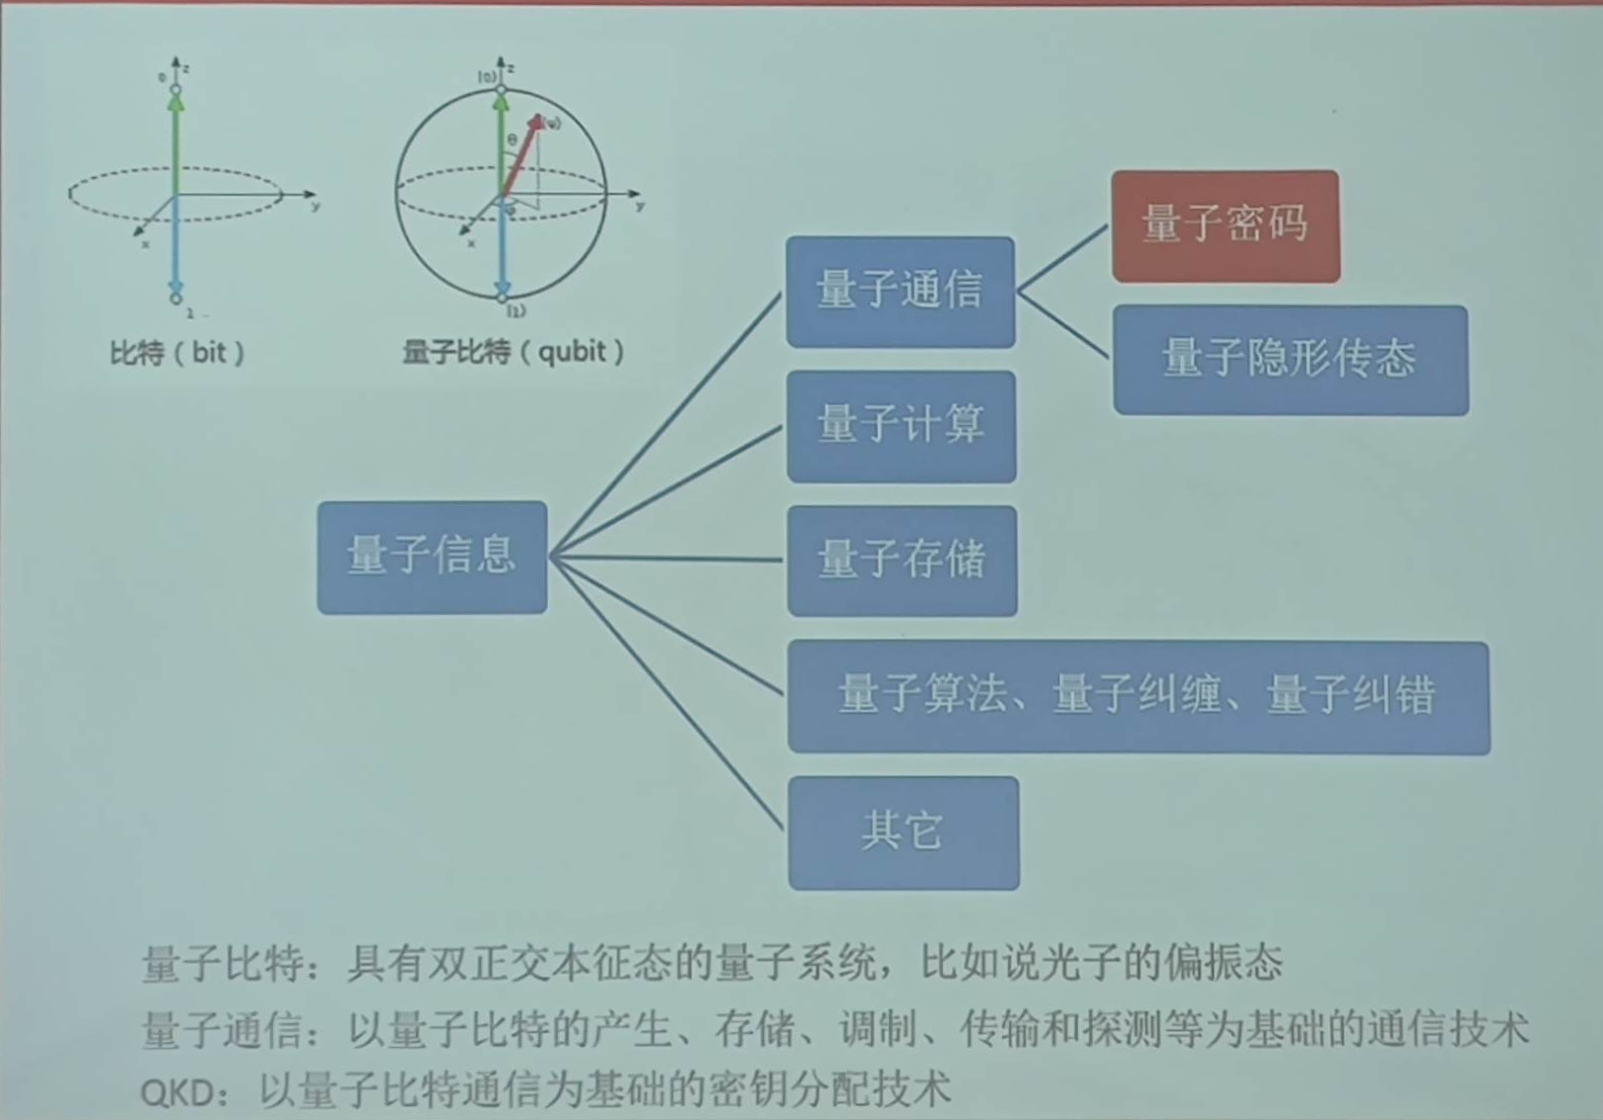 0 z
y
x
1
比特（bit）
|0⟩ z
|ψ⟩
θ
y
φ
x
|1⟩
量子比特（qubit）
量子信息
量子通信
量子密码
量子隐形传态
量子计算
量子存储
量子算法、量子纠缠、量子纠错
其它
量子比特：具有双正交本征态的量子系统，比如说光子的偏振态
量子通信：以量子比特的产生、存储、调制、传输和探测等为基础的通信技术
QKD：以量子比特通信为基础的密钥分配技术